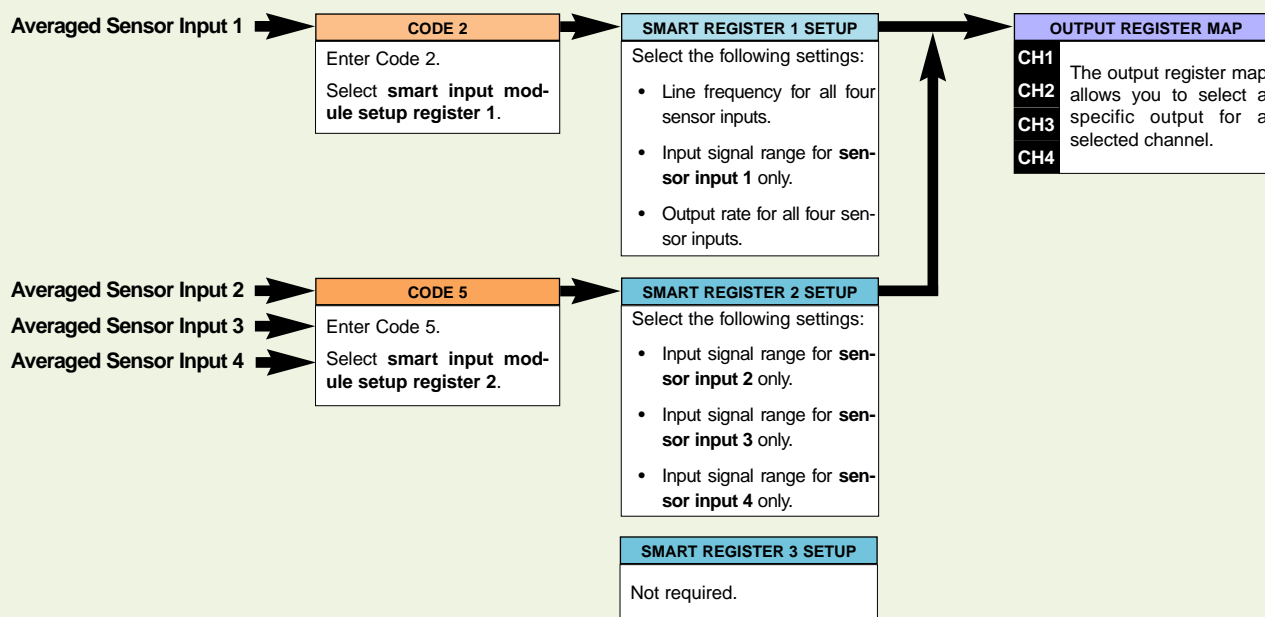 Averaged Sensor Input 1
CODE 2
Enter Code 2.
Select smart input mod-
ule setup register 1.
SMART REGISTER 1 SETUP
Select the following settings:
• Line frequency for all four
sensor inputs.
• Input signal range for sen-
sor input 1 only.
• Output rate for all four sen-
sor inputs.
OUTPUT REGISTER MAP
CH1
CH2
CH3
CH4
The output register map
allows you to select a
specific output for a
selected channel.
Averaged Sensor Input 2
Averaged Sensor Input 3
Averaged Sensor Input 4
CODE 5
Enter Code 5.
Select smart input mod-
ule setup register 2.
SMART REGISTER 2 SETUP
Select the following settings:
• Input signal range for sen-
sor input 2 only.
• Input signal range for sen-
sor input 3 only.
• Input signal range for sen-
sor input 4 only.
SMART REGISTER 3 SETUP
Not required.